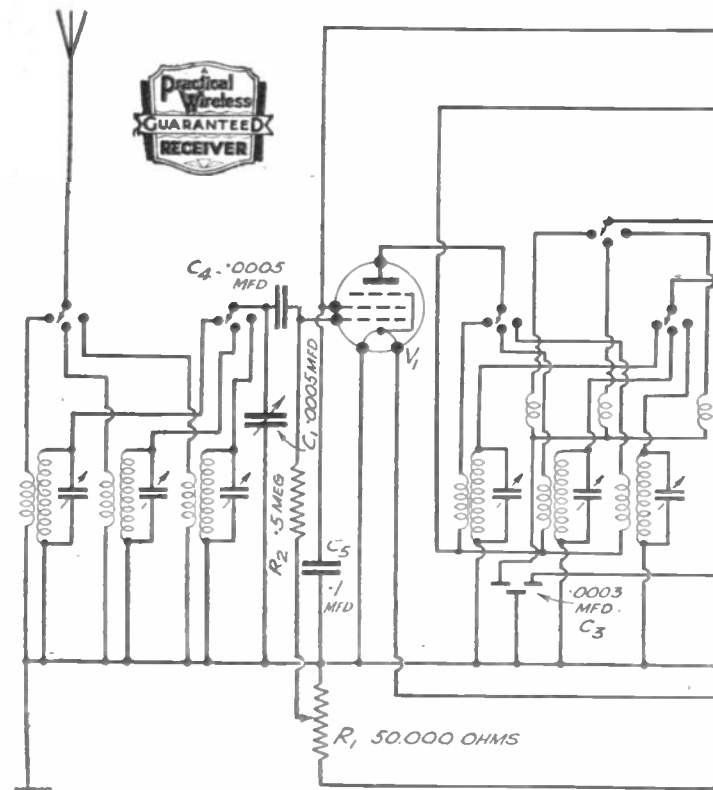 A
Practical
Wireless
GUARANTEED
RECEIVER
C4 .0005
MFD
V1
C1 .0005 MFD
R2 .5 MEG
C5
.1
MFD
.0003
MFD.
C3
R1 50.000 OHMS